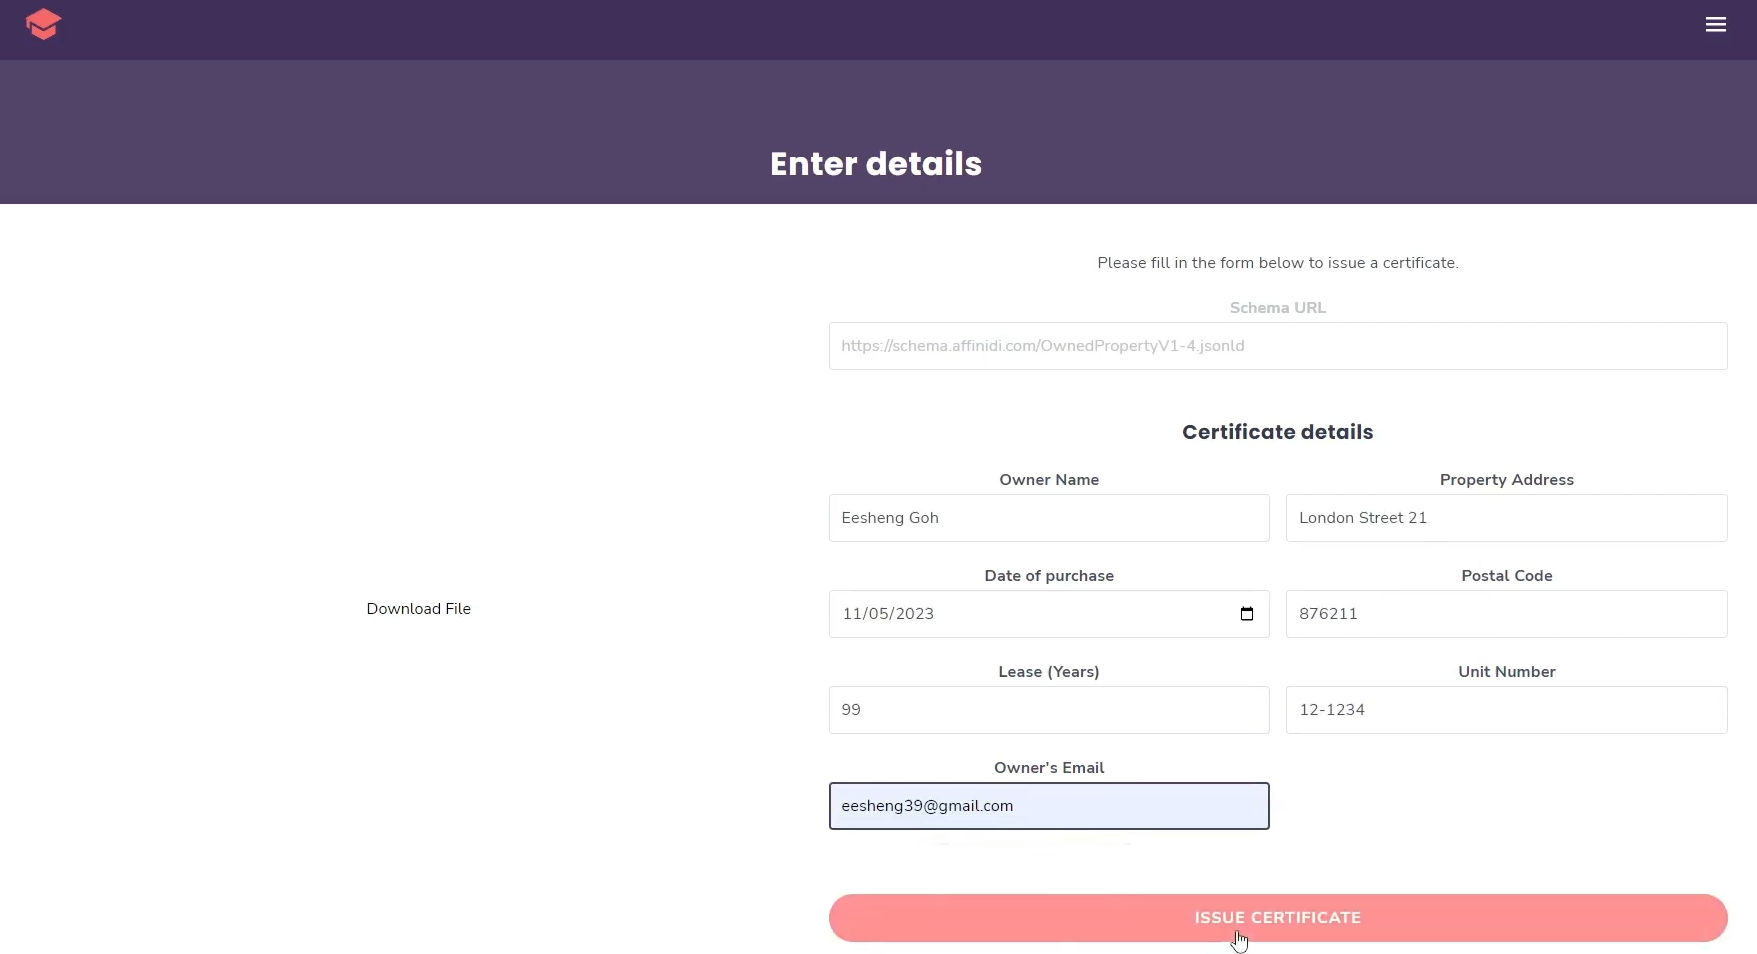 Enter details
Please fill in the form below to issue a certificate.
Schema URL
https://schema.affinidi.com/OwnedPropertyV1-4.jsonld
Certificate details
Owner Name
Property Address
Eesheng Goh
London Street 21
Date of purchase
Postal Code
Download File
11/05/2023
876211
Lease (Years)
Unit Number
99
12-1234
Owner's Email
eesheng39@gmail.com
ISSUE CERTIFICATE